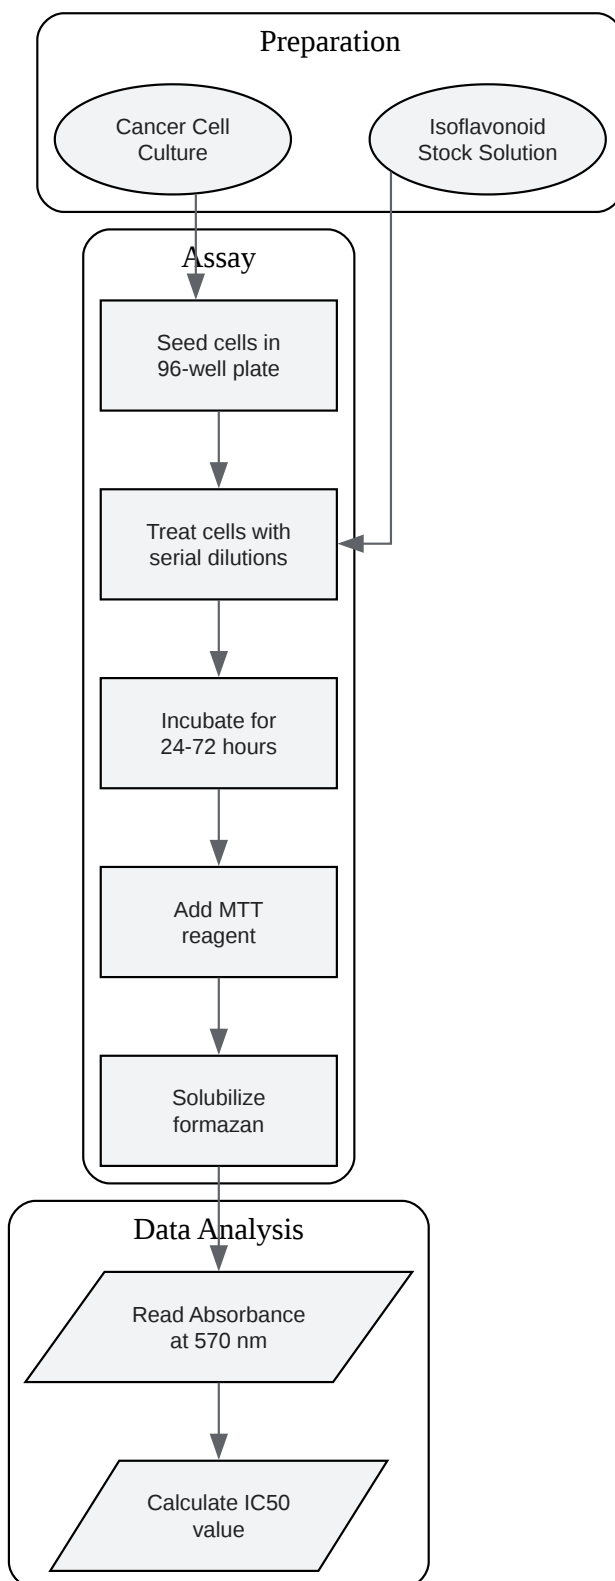 Preparation
Cancer Cell
Culture
Isoflavonoid
Stock Solution
Assay
Seed cells in
96-well plate
Treat cells with
serial dilutions
Incubate for
24-72 hours
Add MTT
reagent
Solubilize
formazan
Data Analysis
Read Absorbance
at 570 nm
Calculate IC50
value